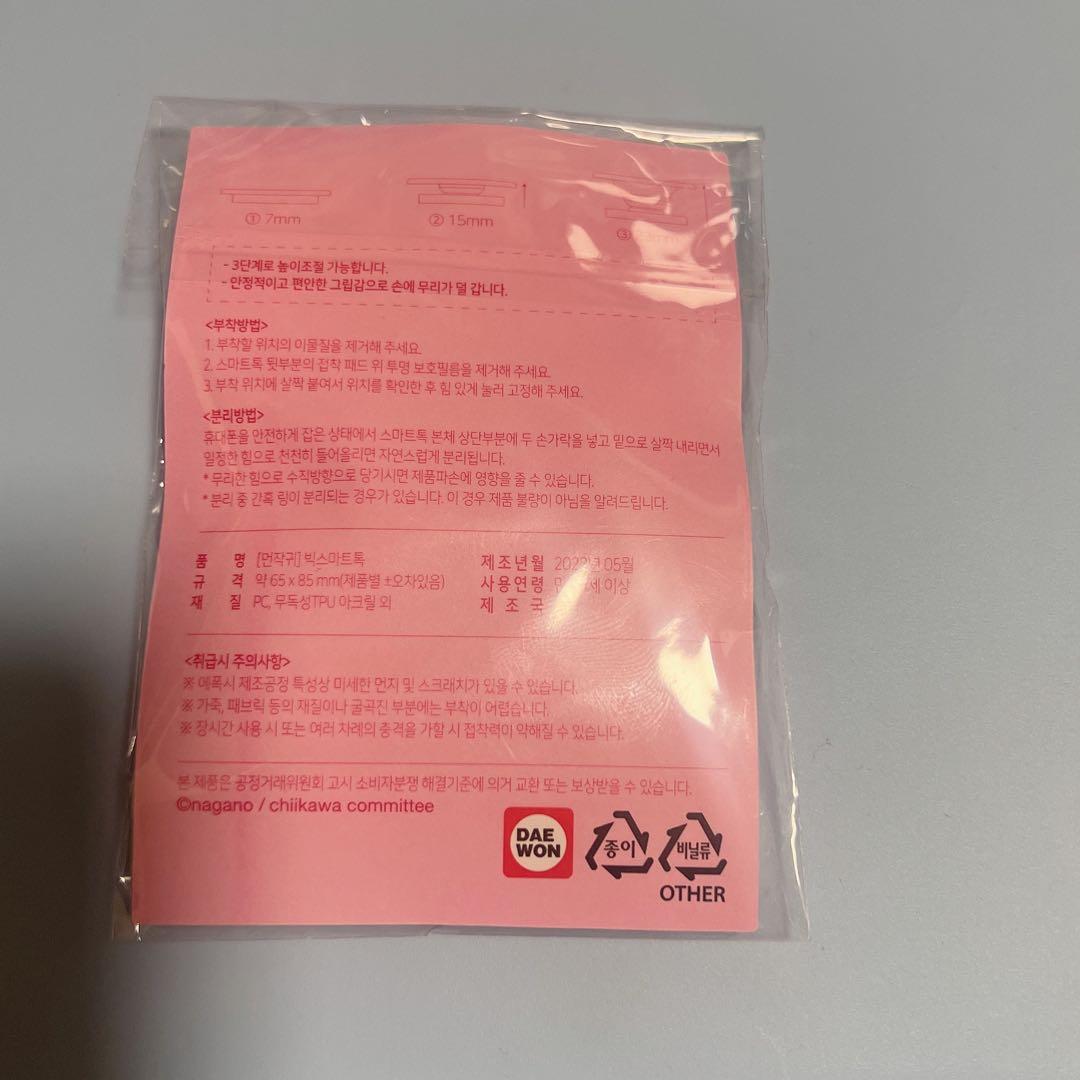 ① 7mm
② 15mm
③
- 3단계로 높이조절 가능합니다.
- 안정적이고 편안한 그립감으로 손에 무리가 덜 갑니다.
<부착방법>
1. 부착할 위치의 이물질을 제거해 주세요.
2. 스마트톡 뒷부분의 접착 패드 위 투명 보호필름을 제거해 주세요.
3. 부착 위치에 살짝 붙여서 위치를 확인한 후 힘 있게 눌러 고정해 주세요.
<분리방법>
휴대폰을 안전하게 잡은 상태에서 스마트톡 본체 상단부분에 두 손가락을 넣고 밑으로 살짝 내리면서
일정한 힘으로 천천히 들어올리면 자연스럽게 분리됩니다.
* 무리한 힘으로 수직방향으로 당기시면 제품파손에 영향을 줄 수 있습니다.
* 분리 중 간혹 링이 분리되는 경우가 있습니다. 이 경우 제품 불량이 아님을 알려드립니다.
품 명 [먼작귀] 빅스마트톡
제조년월 05월
규 격 약 65 x 85 mm(제품별 ±오차있음)
사용연령 이상
재 질 PC, 무독성TPU 아크릴 외
제 조 국
<취급시 주의사항>
※ 에폭시 제조공정 특성상 미세한 먼지 및 스크래치가 있을 수 있습니다.
※ 가죽, 패브릭 등의 재질이나 굴곡진 부분에는 부착이 어렵습니다.
※ 장시간 사용 시 또는 여러 차례의 충격을 가할 시 접착력이 약해질 수 있습니다.
본 제품은 공정거래위원회 고시 소비자분쟁 해결기준에 의거 교환 또는 보상받을 수 있습니다.
©nagano / chiikawa committee
DAE
WON
종이
비닐류
OTHER